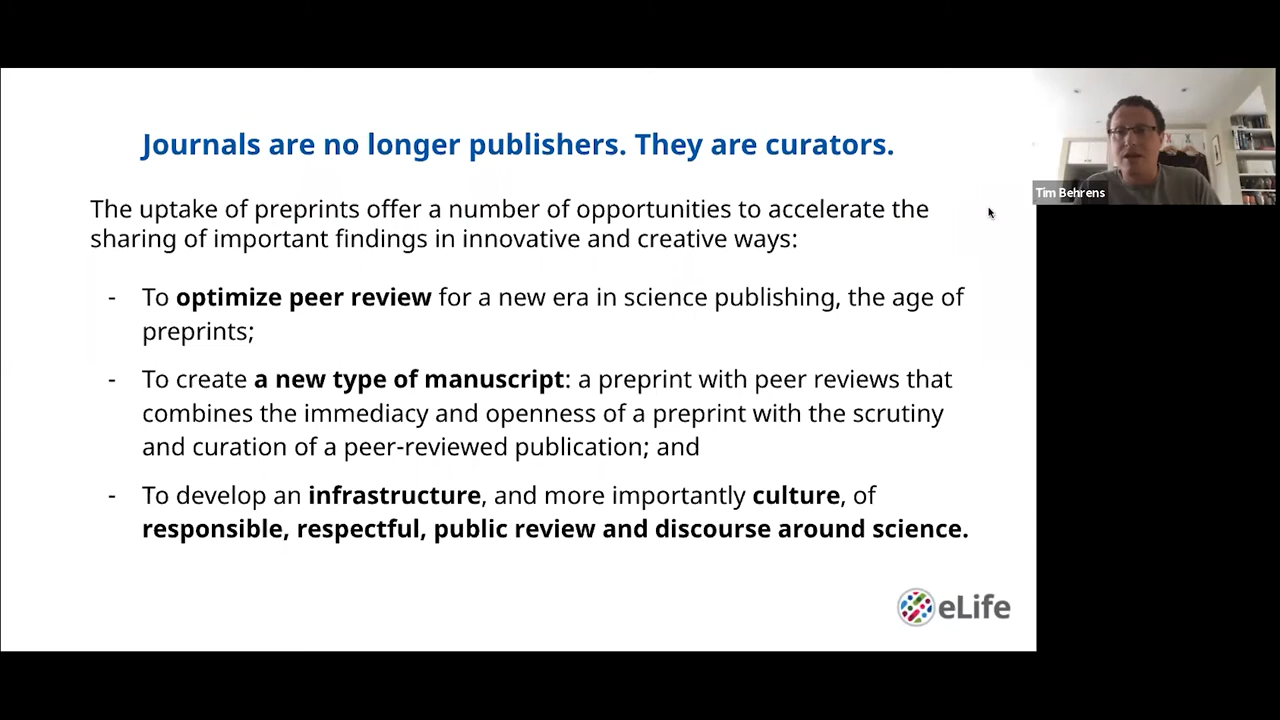 Journals are no longer publishers. They are curators.
The uptake of preprints offer a number of opportunities to accelerate the
sharing of important findings in innovative and creative ways:
- To optimize peer review for a new era in science publishing, the age of
preprints;
- To create a new type of manuscript: a preprint with peer reviews that
combines the immediacy and openness of a preprint with the scrutiny
and curation of a peer-reviewed publication; and
- To develop an infrastructure, and more importantly culture, of
responsible, respectful, public review and discourse around science.
eLife
Tim Behrens